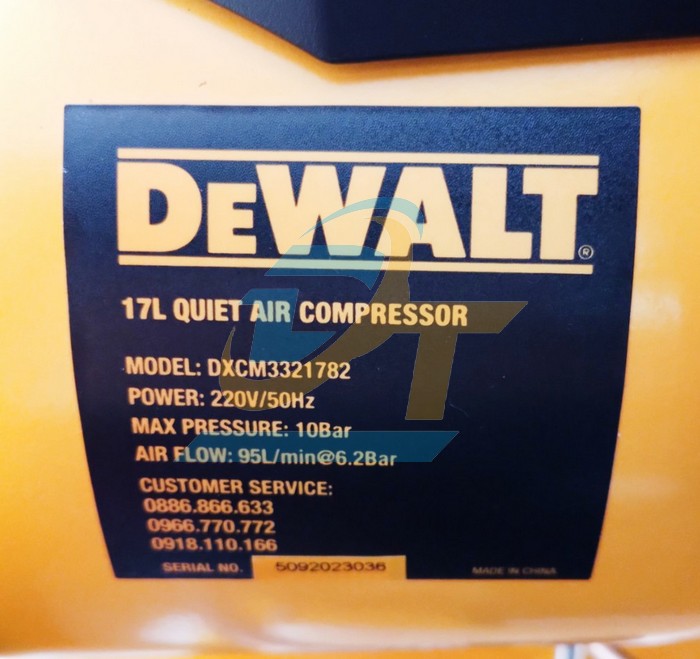 DEWALT®
17L QUIET AIR COMPRESSOR
MODEL: DXCM3321782
POWER: 220V/50Hz
MAX PRESSURE: 10Bar
AIR FLOW: 95L/min@6.2Bar
CUSTOMER SERVICE:
0886.866.633
0966.770.772
0918.110.166
SERIAL NO. 5092023036 MADE IN CHINA
DT